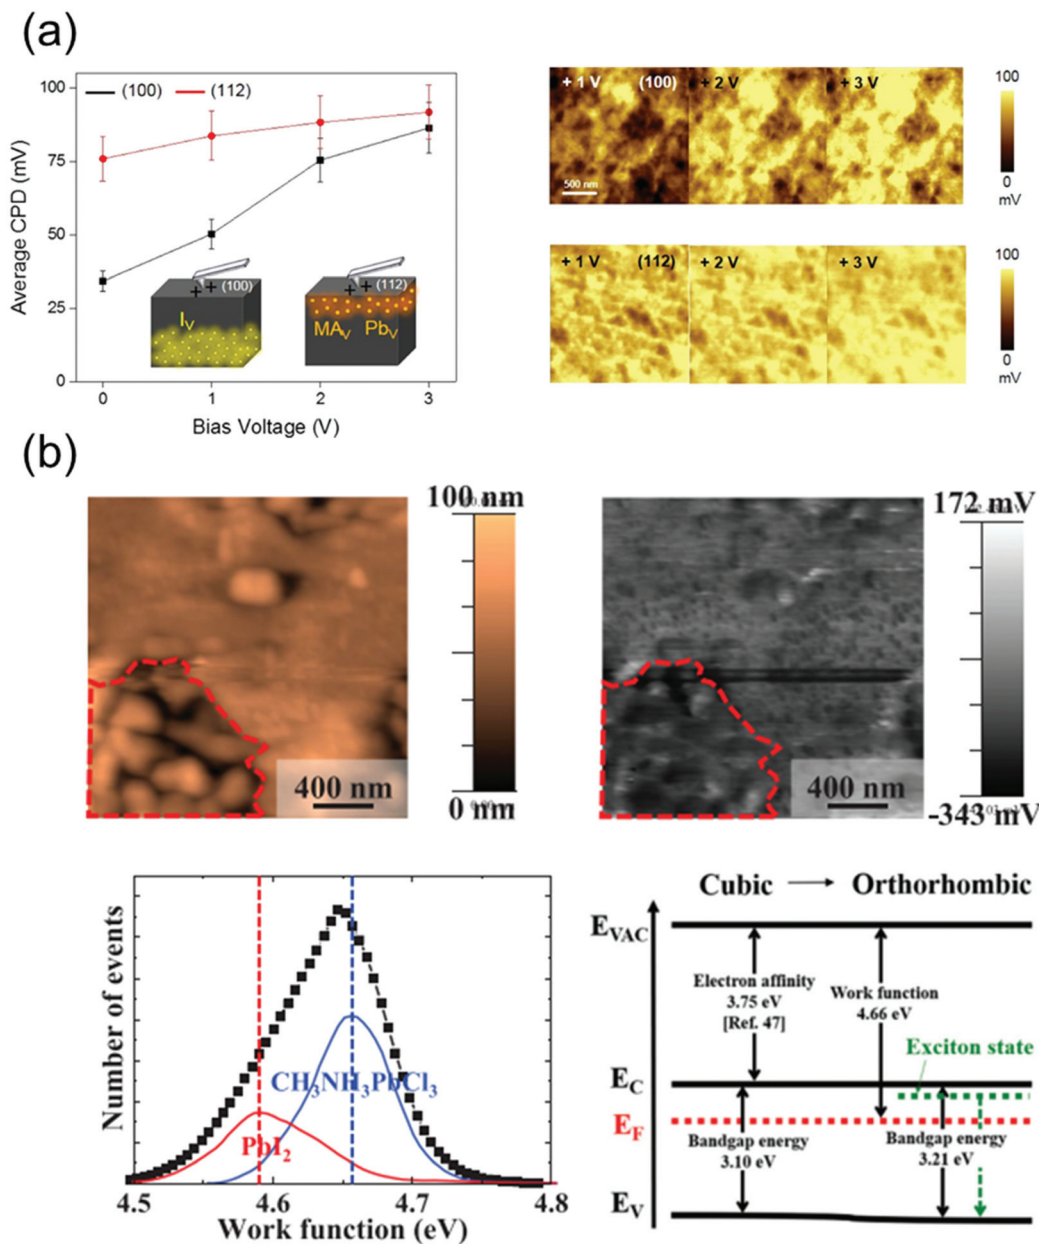 (a)
(100) (112)
Average CPD (mV)
100
75
50
25
0
0 1 2 3
Bias Voltage (V)
(100)
I_V
(112)
MA_V Pb_V
+ 1 V (100) + 2 V + 3 V
500 nm
100
0
mV
+ 1 V (112) + 2 V + 3 V
100
0
mV
(b)
100 nm
0 nm
400 nm
172 mV
-343 mV
400 nm
Number of events
CH₃NH₃PbCl₃
PbI₂
4.5 4.6 4.7 4.8
Work function (eV)
Cubic → Orthorhombic
E_VAC
Electron affinity
3.75 eV
[Ref. 47]
Work function
4.66 eV
Exciton state
E_C
E_F
Bandgap energy
3.10 eV
Bandgap energy
3.21 eV
E_V